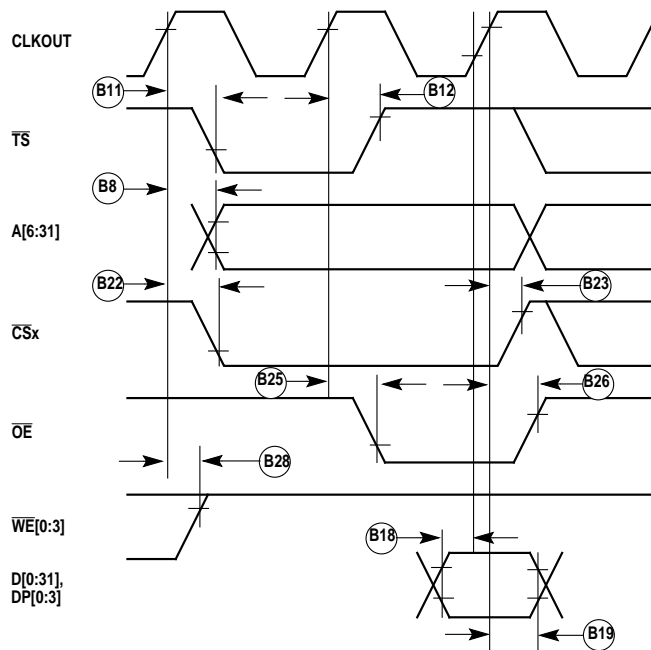 CLKOUT
B11
B12
TS
B8
A[6:31]
B22
B23
CSx
B25
B26
OE
B28
WE[0:3]
B18
D[0:31],
DP[0:3]
B19